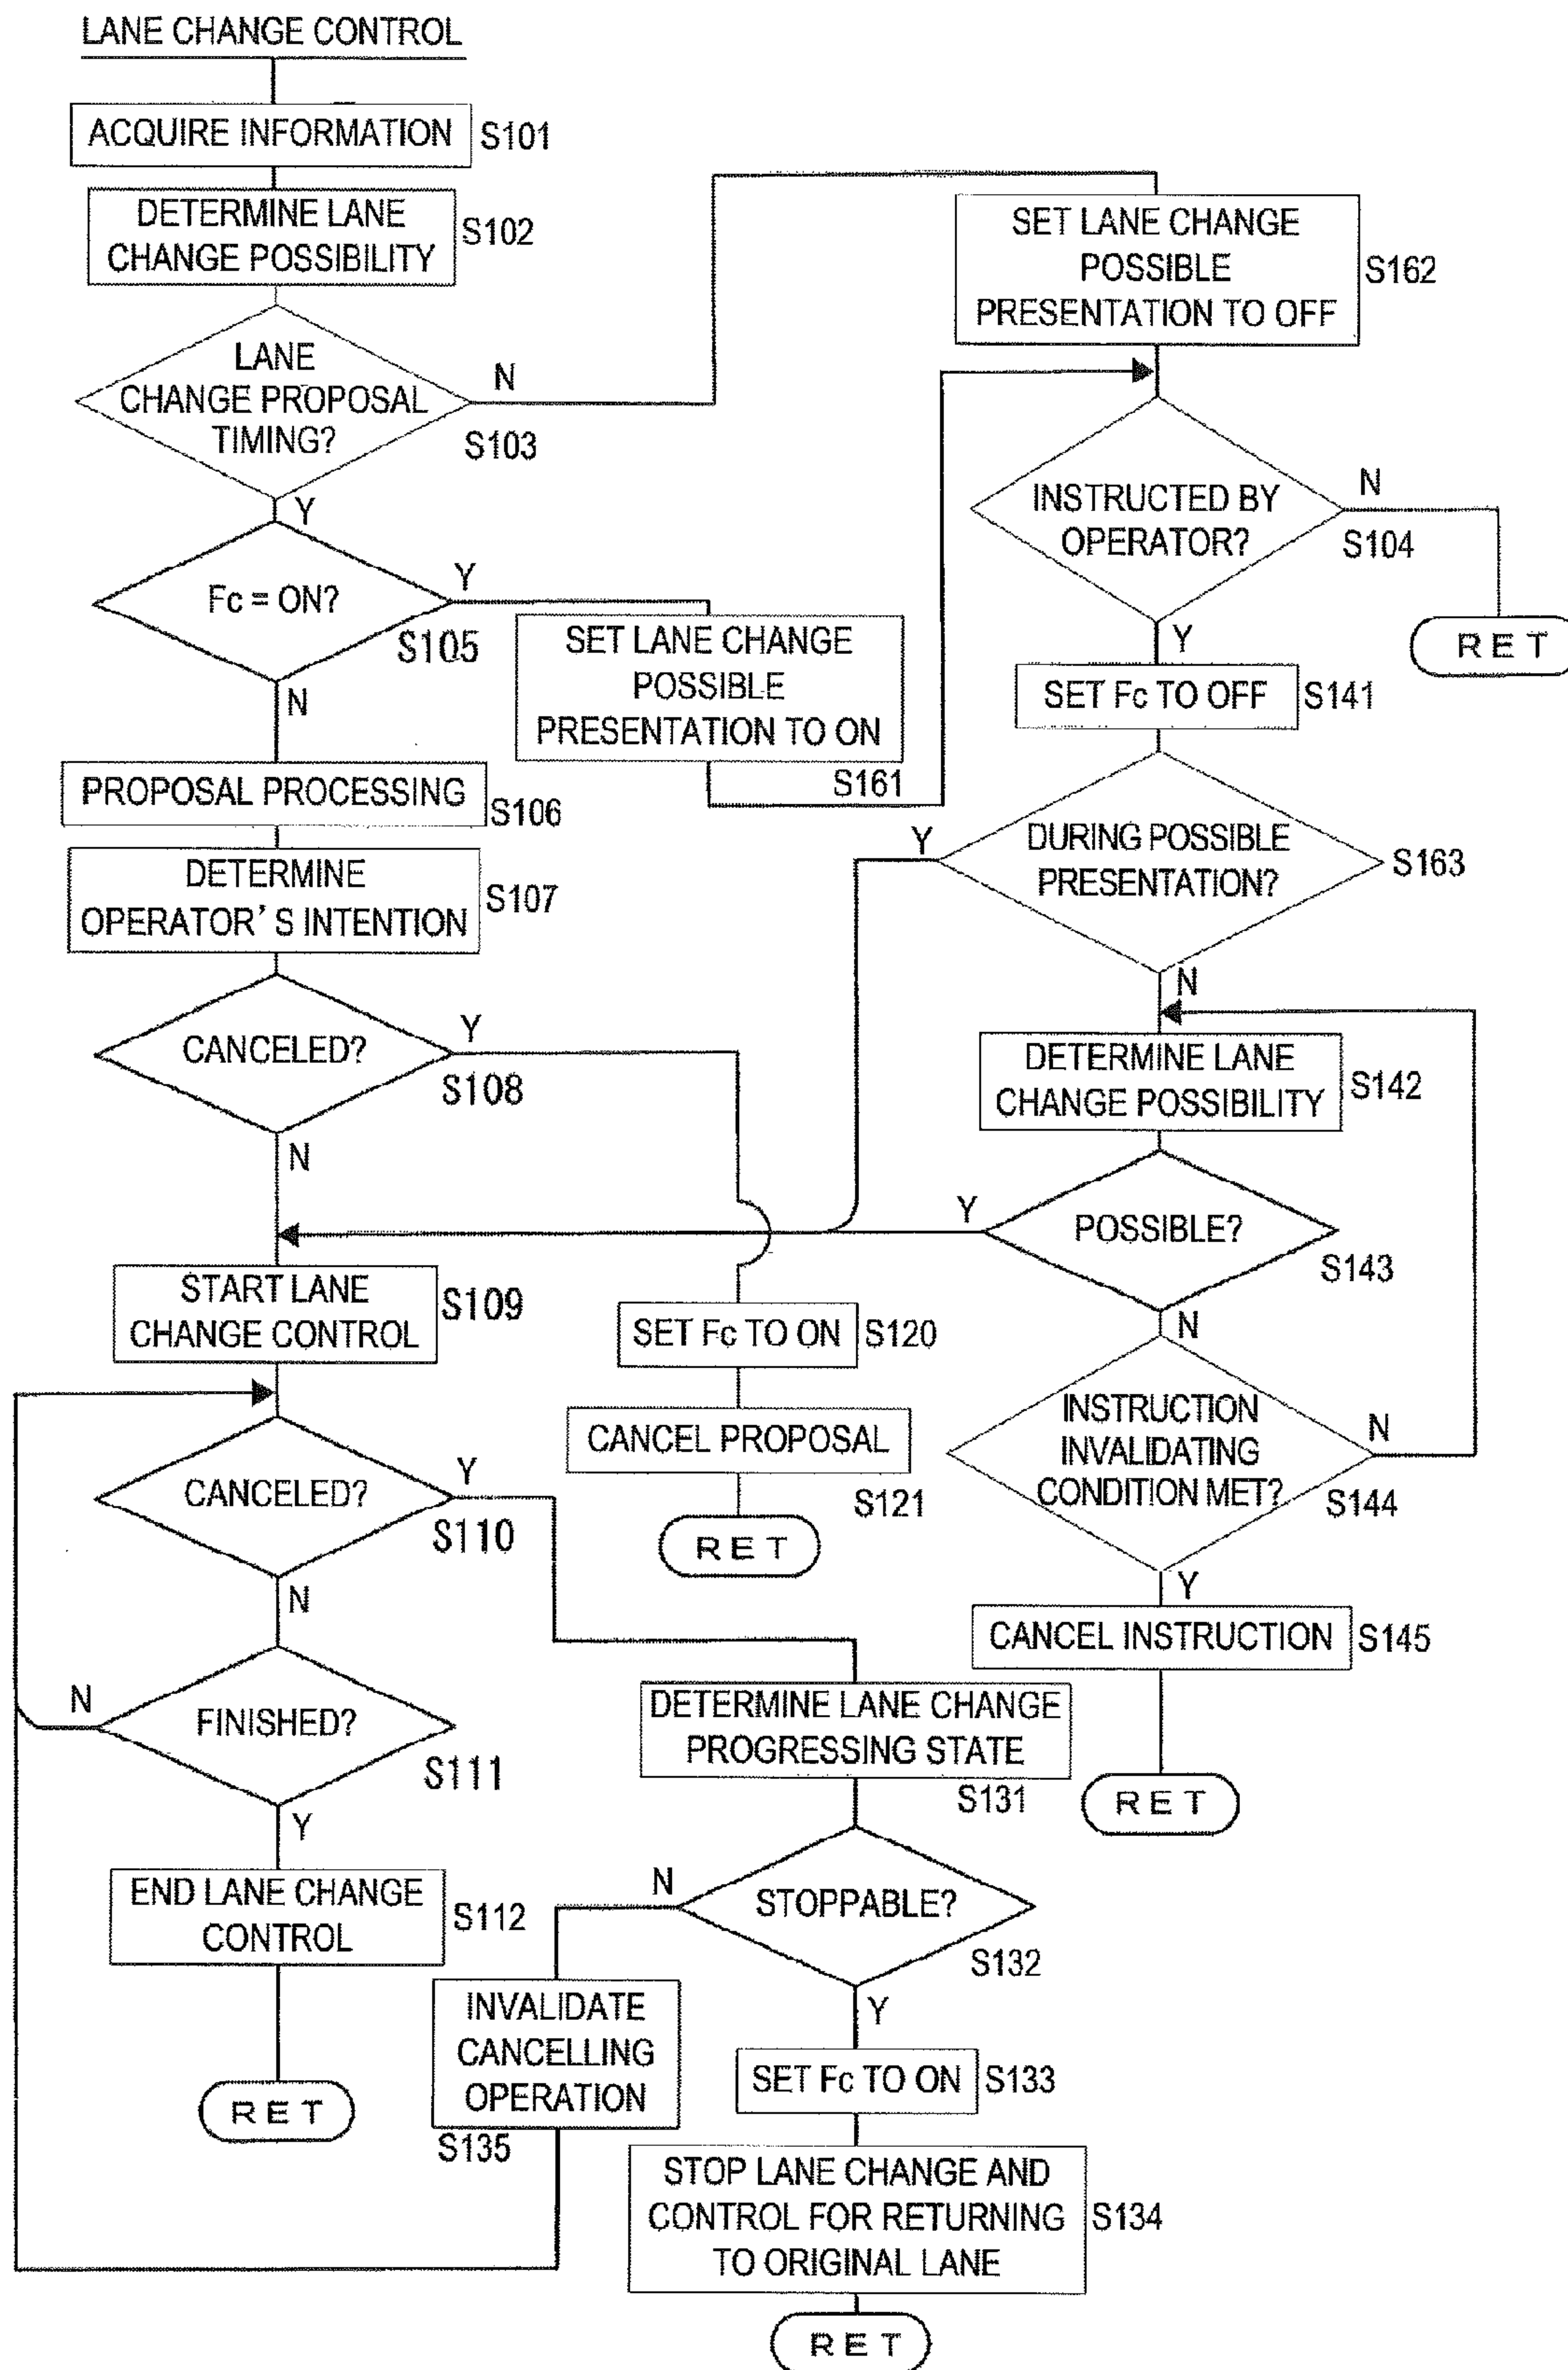 LANE CHANGE CONTROL
ACQUIRE INFORMATION
S101
DETERMINE LANE
CHANGE POSSIBILITY
S102
LANE
CHANGE PROPOSAL
TIMING?
S103
N
Y
Fc = ON?
S105
Y
N
SET LANE CHANGE
POSSIBLE
PRESENTATION TO ON
S161
PROPOSAL PROCESSING
S106
DETERMINE
OPERATOR'S INTENTION
S107
CANCELED?
S108
Y
N
START LANE
CHANGE CONTROL
S109
SET Fc TO ON
S120
CANCEL PROPOSAL
S121
RET
CANCELED?
S110
Y
N
FINISHED?
S111
N
Y
END LANE CHANGE
CONTROL
S112
RET
SET LANE CHANGE
POSSIBLE
PRESENTATION TO OFF
S162
INSTRUCTED BY
OPERATOR?
S104
N
RET
Y
SET Fc TO OFF
S141
DURING POSSIBLE
PRESENTATION?
S163
Y
N
DETERMINE LANE
CHANGE POSSIBILITY
S142
POSSIBLE?
S143
Y
N
INSTRUCTION
INVALIDATING
CONDITION MET?
S144
N
Y
CANCEL INSTRUCTION
S145
RET
DETERMINE LANE CHANGE
PROGRESSING STATE
S131
STOPPABLE?
S132
N
Y
INVALIDATE
CANCELLING
OPERATION
S135
SET Fc TO ON
S133
STOP LANE CHANGE AND
CONTROL FOR RETURNING
TO ORIGINAL LANE
S134
RET